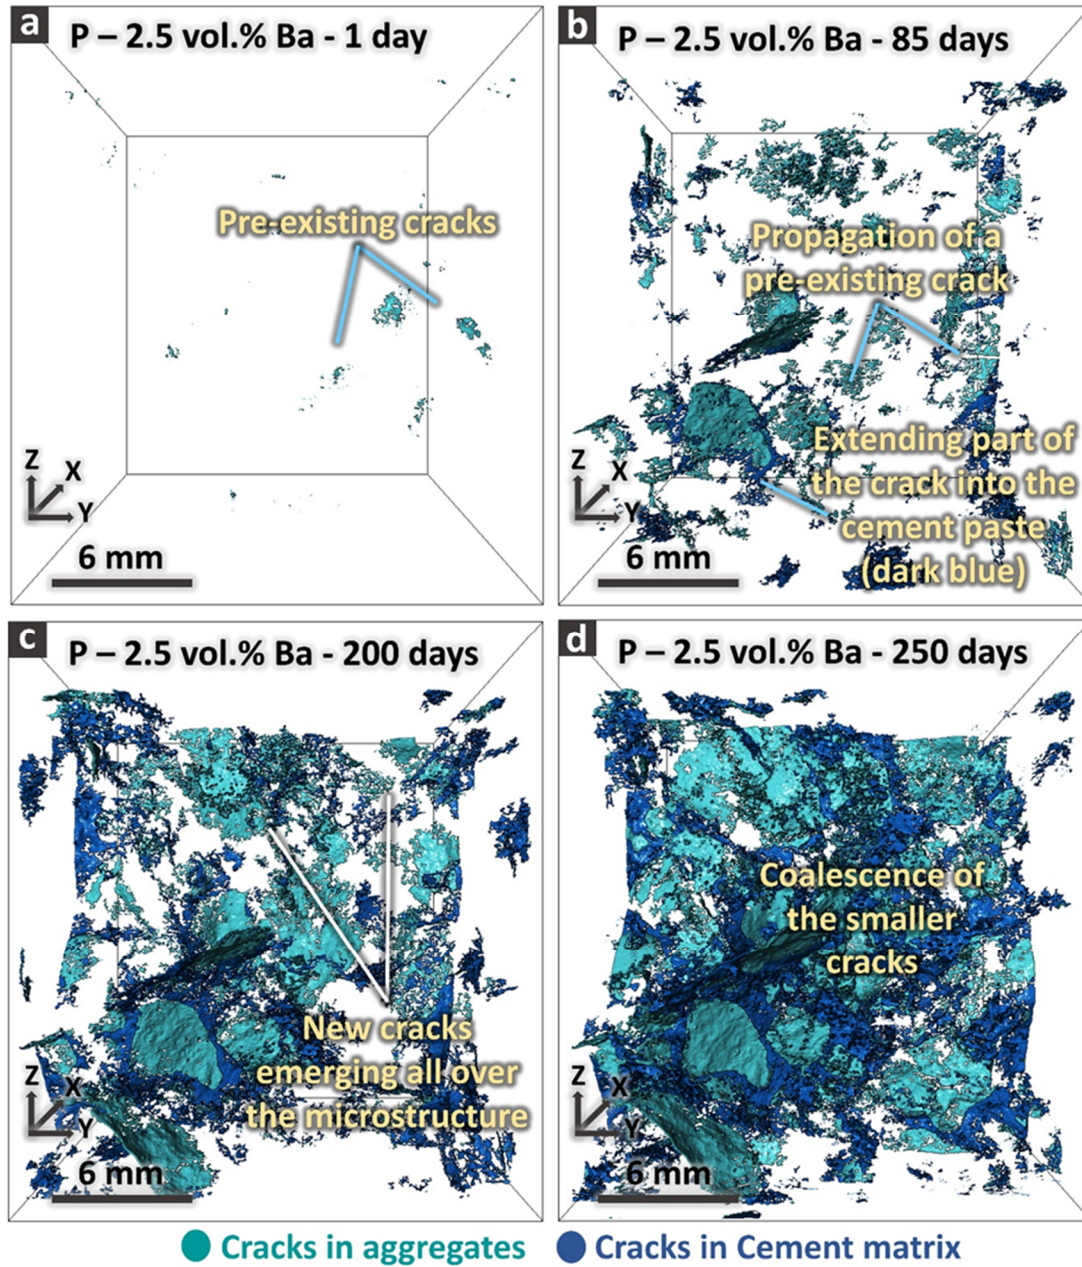 a
P – 2.5 vol.% Ba - 1 day
Pre-existing cracks
Z
X
Y
6 mm
b
P – 2.5 vol.% Ba - 85 days
Propagation of a
pre-existing crack
Extending part of
the crack into the
cement paste
(dark blue)
Z
X
Y
6 mm
c
P – 2.5 vol.% Ba - 200 days
New cracks
emerging all over
the microstructure
Z
X
Y
6 mm
d
P – 2.5 vol.% Ba - 250 days
Coalescence of
the smaller
cracks
Z
X
Y
6 mm
Cracks in aggregates
Cracks in Cement matrix